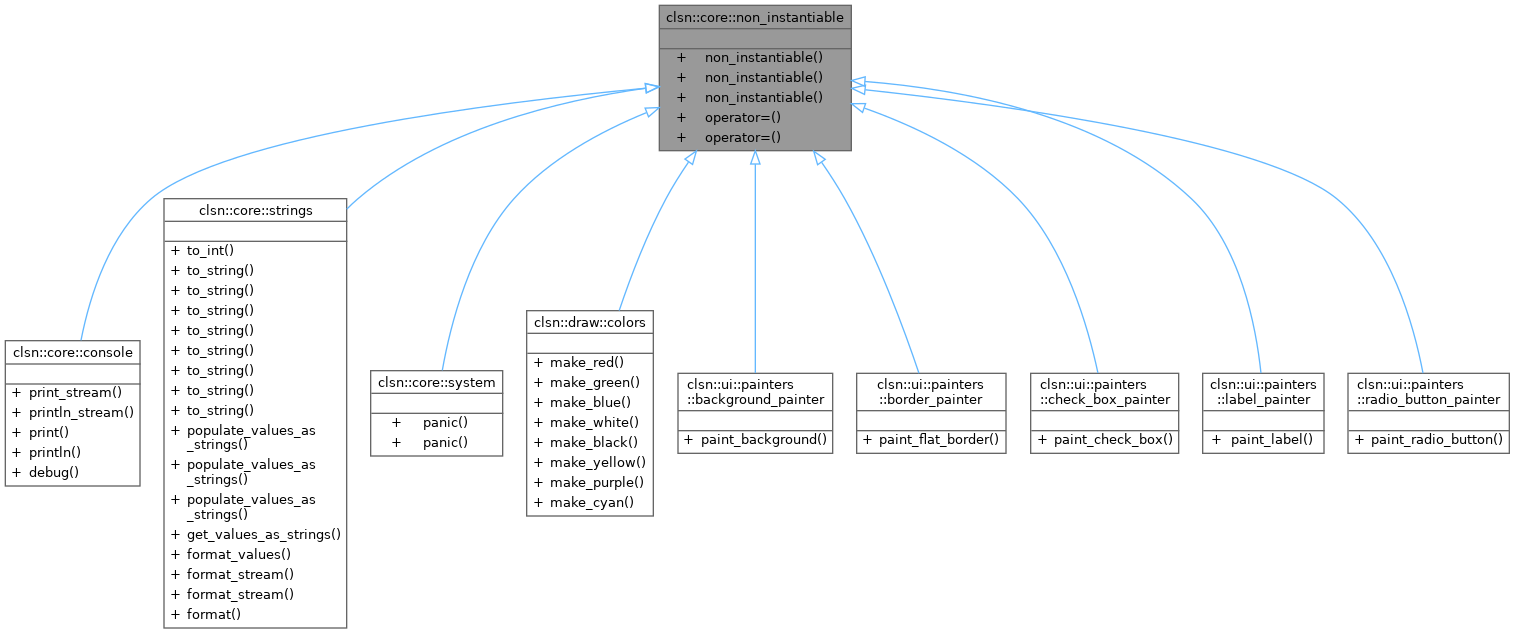 clsn::core::non_instantiable
+ non_instantiable()
+ non_instantiable()
+ non_instantiable()
+ operator=()
+ operator=()
clsn::core::console
+ print_stream()
+ println_stream()
+ print()
+ println()
+ debug()
clsn::core::strings
+ to_int()
+ to_string()
+ to_string()
+ to_string()
+ to_string()
+ to_string()
+ to_string()
+ to_string()
+ to_string()
+ populate_values_as
_strings()
+ populate_values_as
_strings()
+ populate_values_as
_strings()
+ get_values_as_strings()
+ format_values()
+ format_stream()
+ format_stream()
+ format()
clsn::core::system
+ panic()
+ panic()
clsn::draw::colors
+ make_red()
+ make_green()
+ make_blue()
+ make_white()
+ make_black()
+ make_yellow()
+ make_purple()
+ make_cyan()
clsn::ui::painters
::background_painter
+ paint_background()
clsn::ui::painters
::border_painter
+ paint_flat_border()
clsn::ui::painters
::check_box_painter
+ paint_check_box()
clsn::ui::painters
::label_painter
+ paint_label()
clsn::ui::painters
::radio_button_painter
+ paint_radio_button()